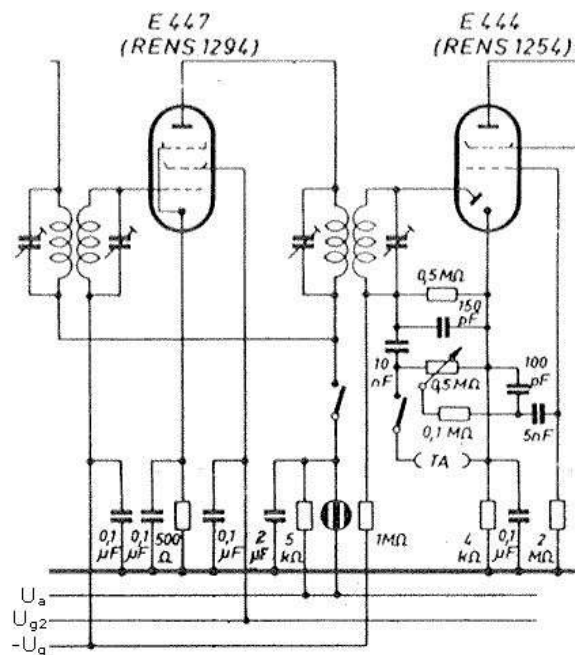 E 447
(RENS 1294)
E 444
(RENS 1254)
0,5 MΩ
150
pF
10
nF
0,5MΩ
100
pF
0,1 MΩ
5nF
TA
0,1
μF
0,1
μF
500
Ω
0,1
μF
2
μF
5
kΩ
1MΩ
4
kΩ
0,1
μF
2
MΩ
Ua
Ug2
-Ug